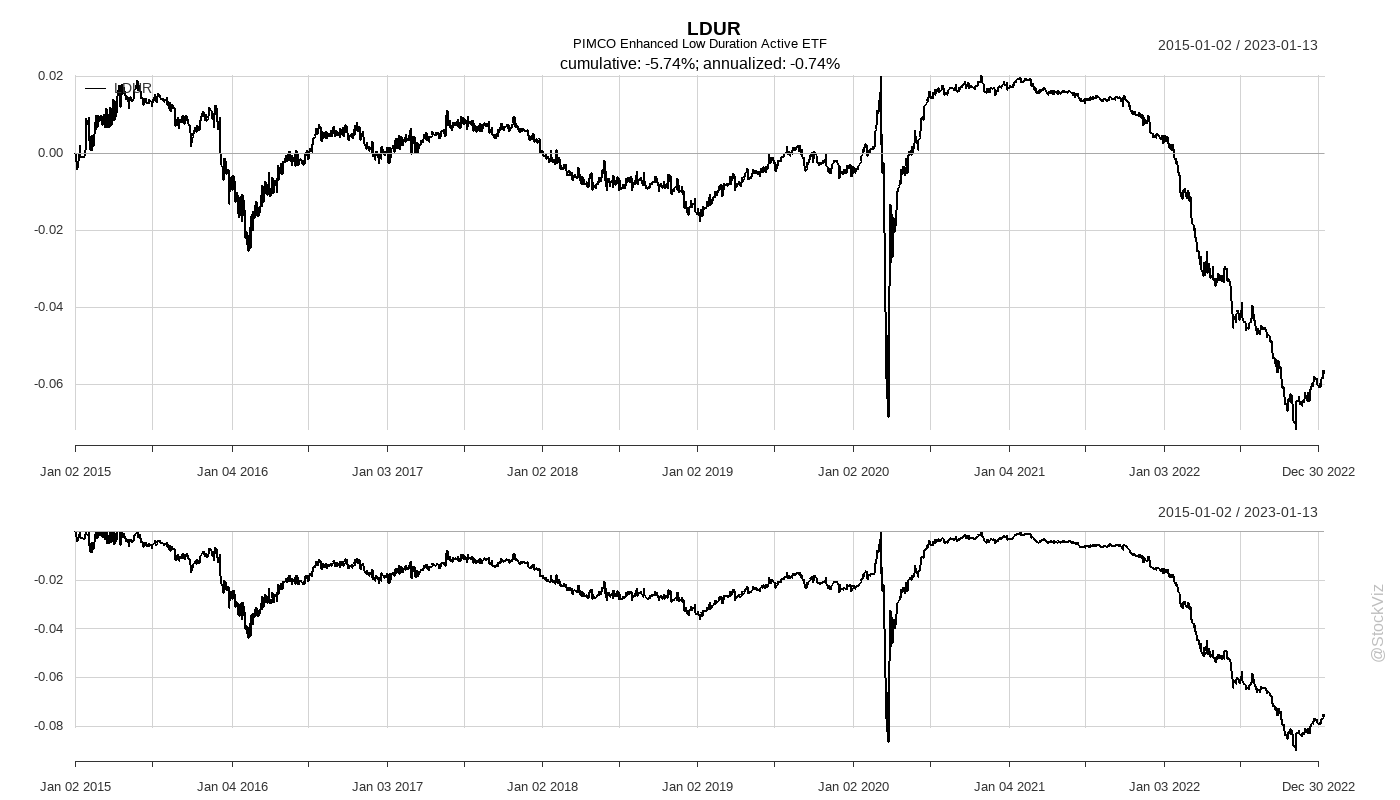 LDUR
PIMCO Enhanced Low Duration Active ETF
cumulative: -5.74%; annualized: -0.74%
2015-01-02 / 2023-01-13
LDUR
0.02
0.00
-0.02
-0.04
-0.06
Jan 02 2015 Jan 04 2016 Jan 03 2017 Jan 02 2018 Jan 02 2019 Jan 02 2020 Jan 04 2021 Jan 03 2022 Dec 30 2022
2015-01-02 / 2023-01-13
-0.02
-0.04
-0.06
-0.08
Jan 02 2015 Jan 04 2016 Jan 03 2017 Jan 02 2018 Jan 02 2019 Jan 02 2020 Jan 04 2021 Jan 03 2022 Dec 30 2022
@StockViz